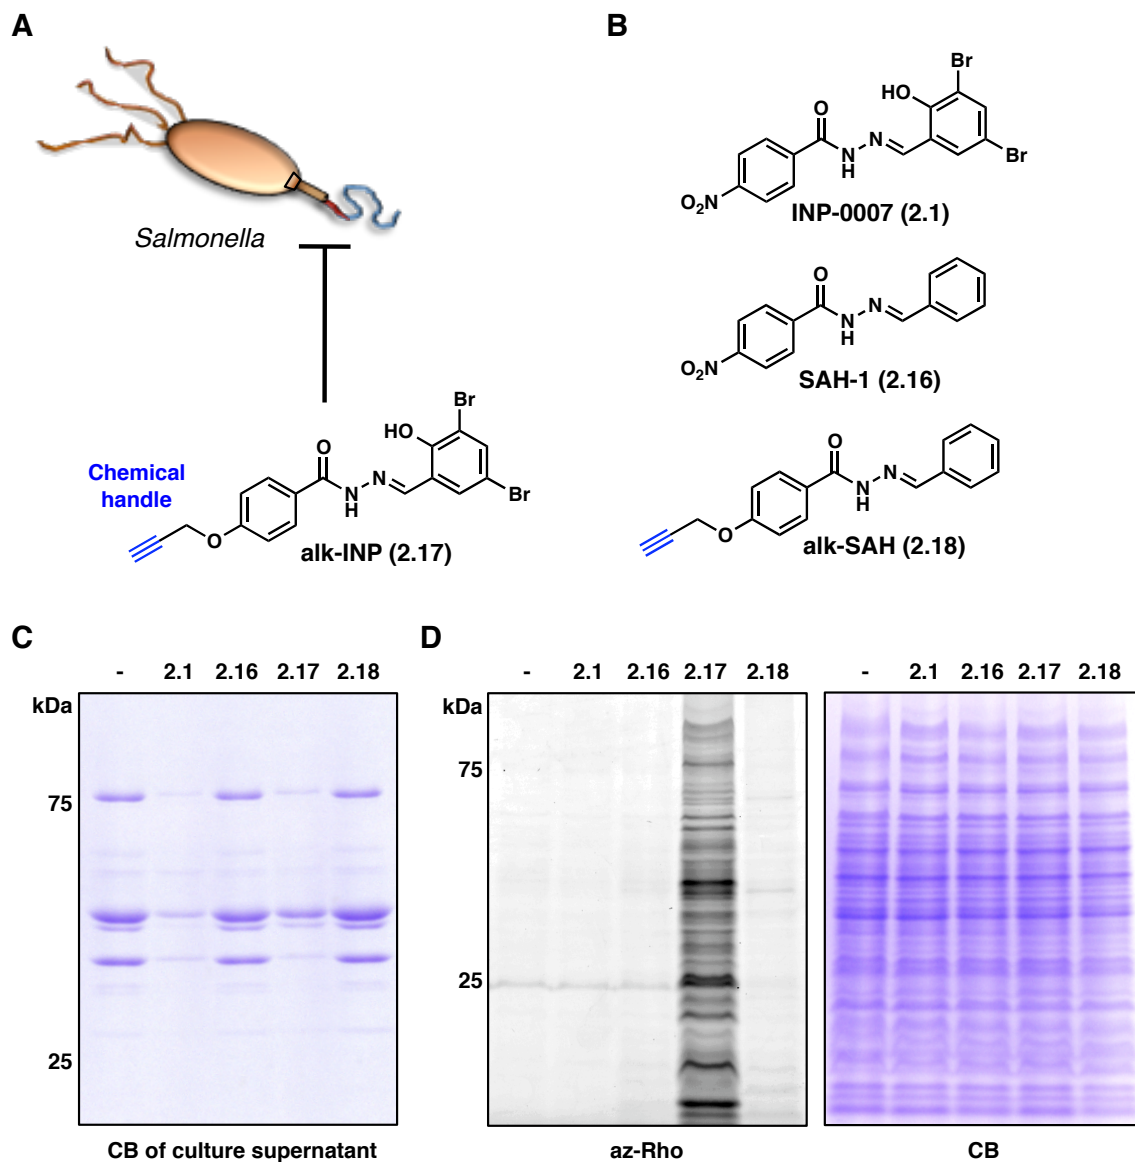 A
B
Salmonella
Chemical
handle
HO
Br
Br
O
N
H
N
O
alk-INP (2.17)
Br
HO
O
N
H
N
Br
O2N
INP-0007 (2.1)
O
N
H
N
O2N
SAH-1 (2.16)
O
N
H
N
O
alk-SAH (2.18)
C
- 2.1 2.16 2.17 2.18
kDa
75
25
CB of culture supernatant
D
- 2.1 2.16 2.17 2.18
kDa
75
25
az-Rho
- 2.1 2.16 2.17 2.18
CB